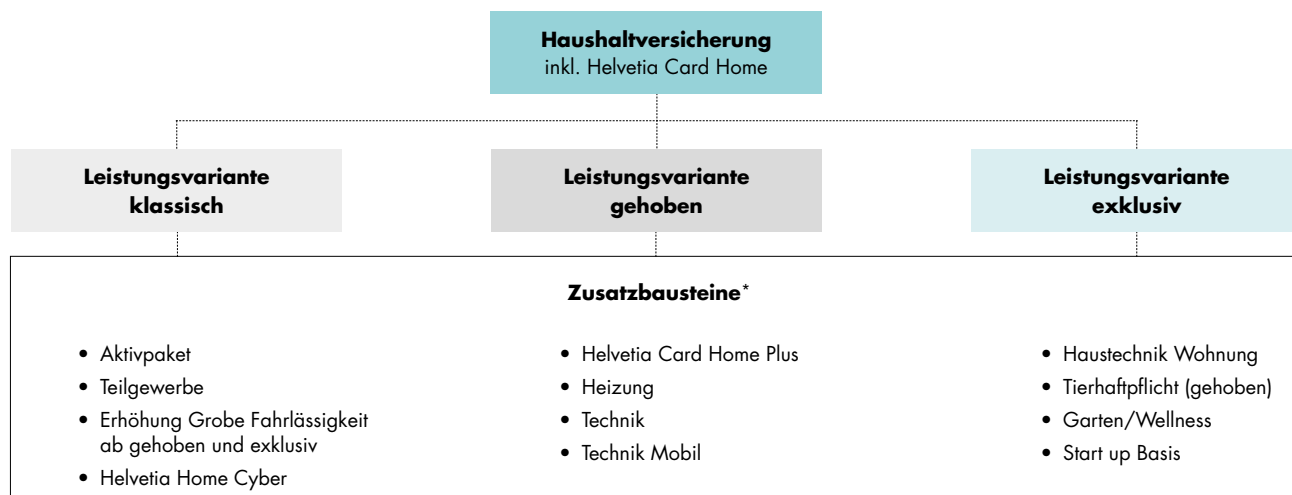 Haushaltversicherung
inkl. Helvetia Card Home
Leistungsvariante
klassisch
Leistungsvariante
gehoben
Leistungsvariante
exklusiv
Zusatzbausteine*
• Aktivpaket
• Teilgewerbe
• Erhöhung Grobe Fahrlässigkeit
ab gehoben und exklusiv
• Helvetia Home Cyber
• Helvetia Card Home Plus
• Heizung
• Technik
• Technik Mobil
• Haustechnik Wohnung
• Tierhaftpflicht (gehoben)
• Garten/Wellness
• Start up Basis